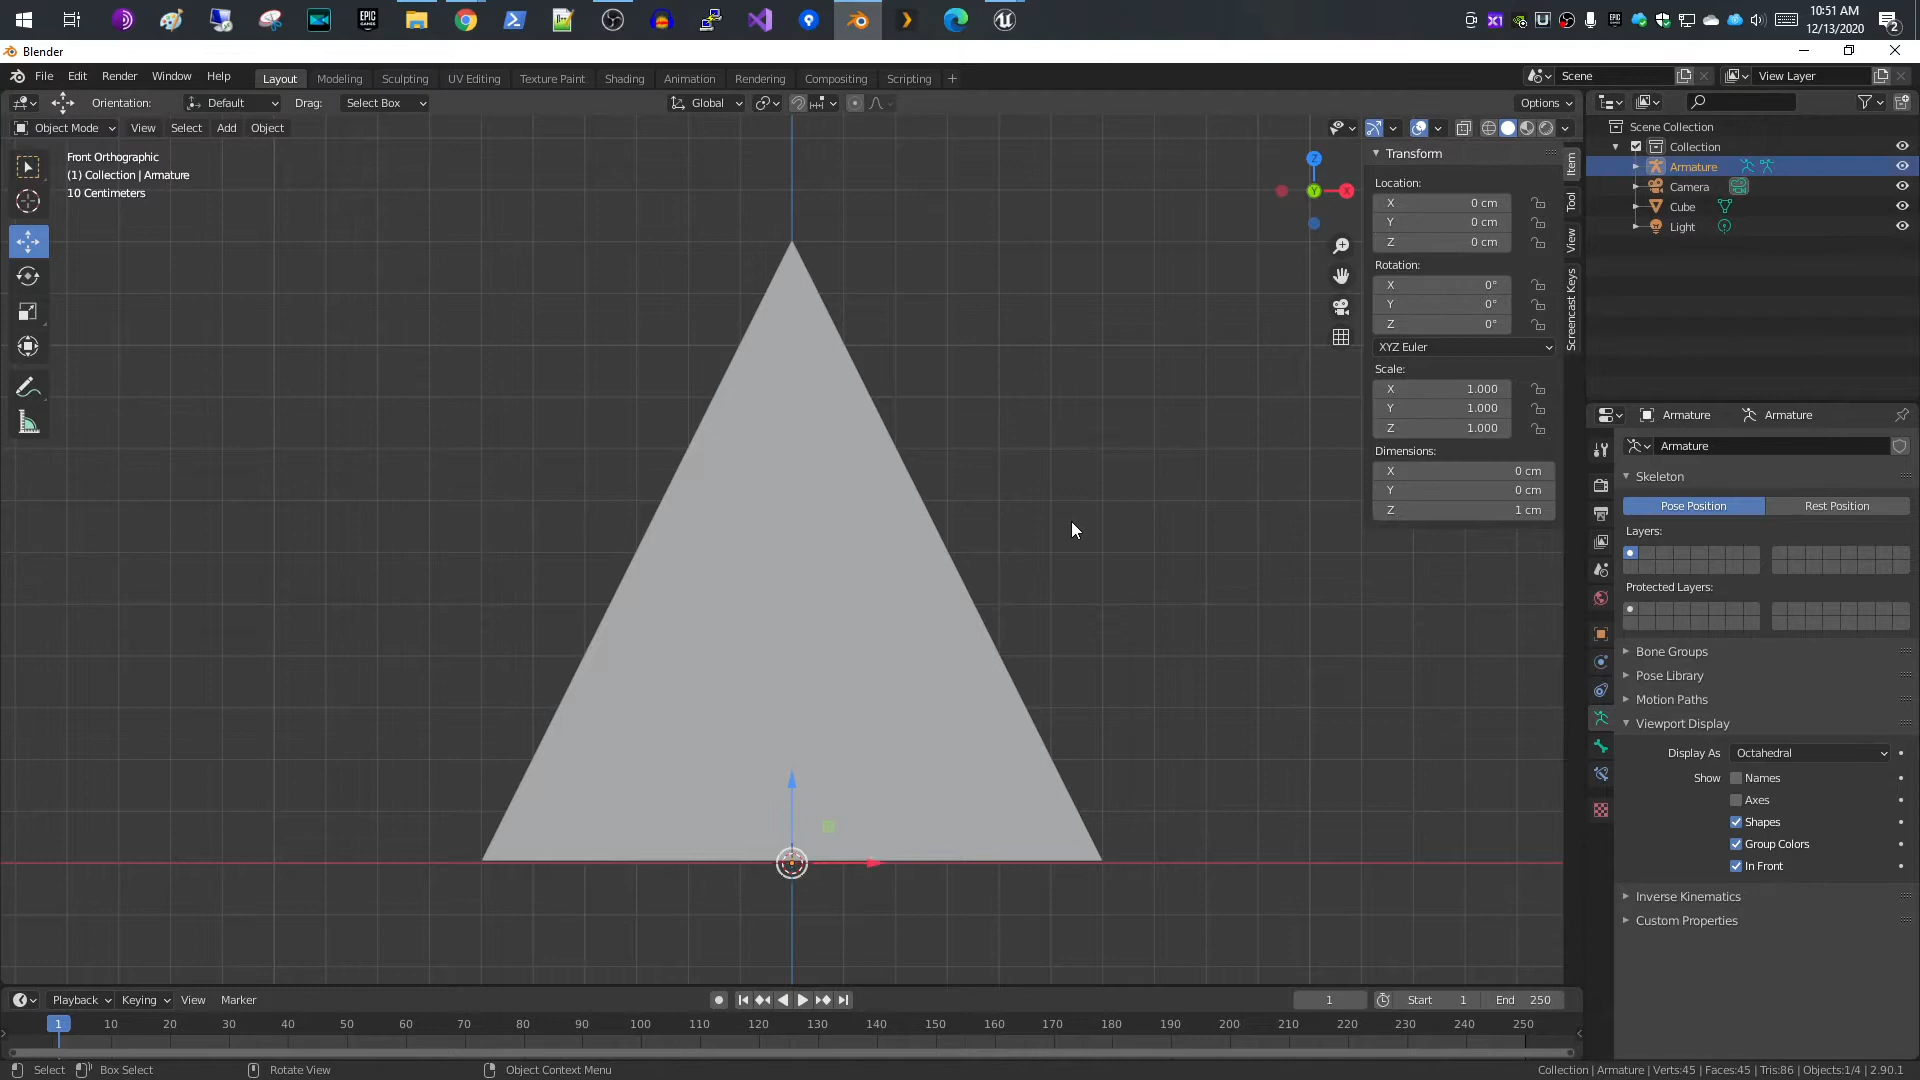 EPIC
GAMES
X1
10:51 AM
12/13/2020
2
Blender
File Edit Render Window Help
Layout Modeling Sculpting UV Editing Texture Paint Shading Animation Rendering Compositing Scripting +
Scene
View Layer
Orientation: Default Drag: Select Box
Global
Options
Object Mode View Select Add Object
Front Orthographic
(1) Collection | Armature
10 Centimeters
Z
Y
X
Transform
Location:
X 0 cm
Y 0 cm
Z 0 cm
Rotation:
X 0°
Y 0°
Z 0°
XYZ Euler
Scale:
X 1.000
Y 1.000
Z 1.000
Dimensions:
X 0 cm
Y 0 cm
Z 1 cm
Item
Tool
View
Screencast Keys
Scene Collection
Collection
Armature
Camera
Cube
Light
Armature Armature
Armature
Skeleton
Pose Position Rest Position
Layers:
Protected Layers:
Bone Groups
Pose Library
Motion Paths
Viewport Display
Display As Octahedral
Show Names
Axes
Shapes
Group Colors
In Front
Inverse Kinematics
Custom Properties
Playback Keying View Marker
1 Start 1 End 250
1 10 20 30 40 50 60 70 80 90 100 110 120 130 140 150 160 170 180 190 200 210 220 230 240 250
Select Box Select Rotate View Object Context Menu
Collection | Armature | Verts:45 | Faces:45 | Tris:86 | Objects:1/4 | 2.90.1